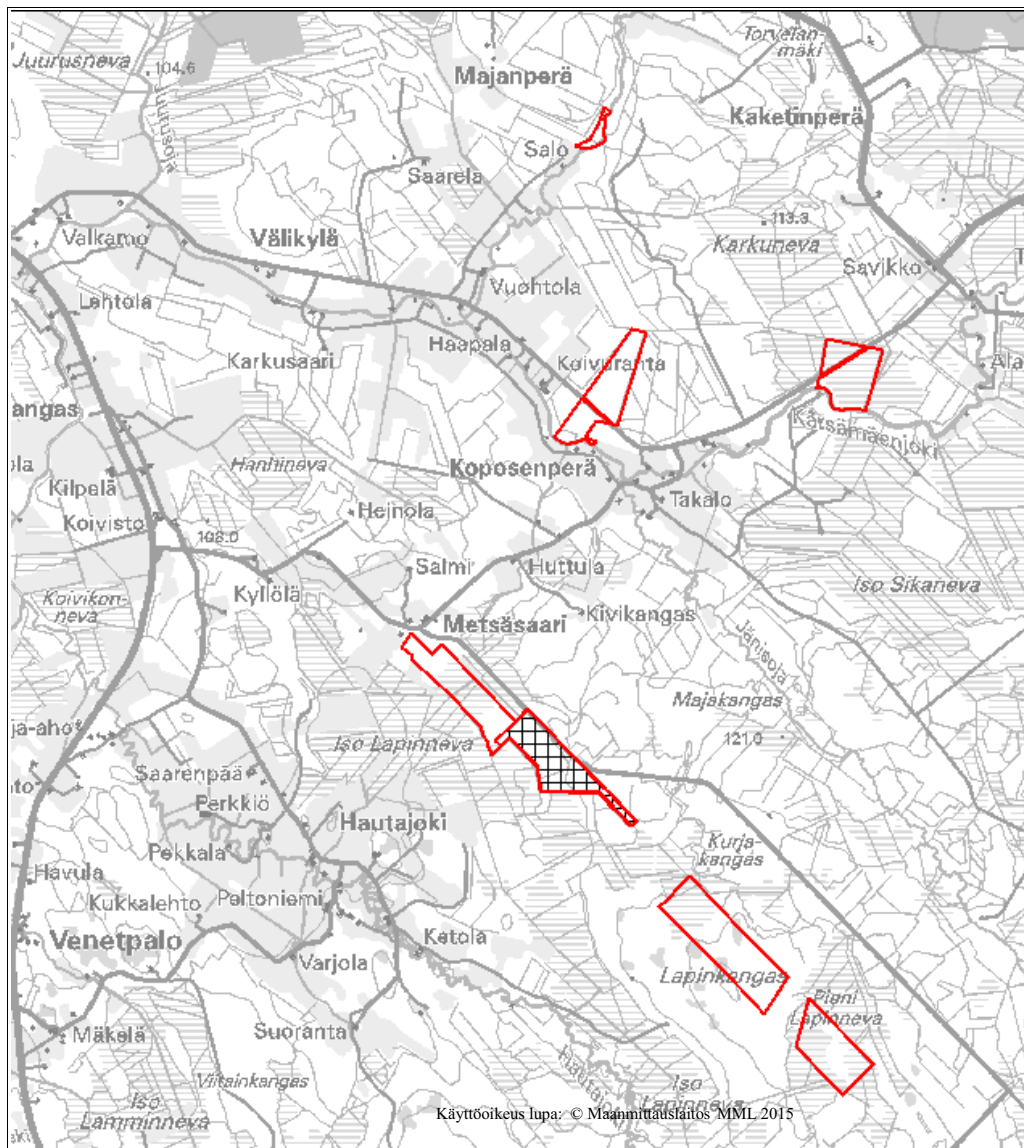 Torvelan-
mäki
Juurusneva
104.6
Majanperä
Kaketinperä
Juurusoja
Salo
Saarela
113.3
Valkamo
Välikylä
Karkuneva
Savikko
Vuohtola
Lehtola
Haapala
Karkusaari
Koivuranta
Ala
angas
Kätsämäenjoki
Hanhineva
Koposenperä
ola
Kilpelä
Takalo
Heinola
Koivisto
108.0
Salmi
Huttula
Iso Sikaneva
Koivikon-
neva
Kyllölä
Kivikangas
Metsäsaari
Jänisoja
Majakangas
ja-aho
Iso Lapinneva
121.0
Saarenpää
Perkkiö
Hautajoki
Kurja-
kangas
Pekkala
Havula
Kukkalehto
Peltoniemi
Venetpalo
Ketola
Varjola
Lapinkangas
Pieni
Lapinneva
Mäkelä
Suoranta
Viitainkangas
Iso
Lamminneva
Iso
Lapinneva
Käyttöoikeus lupa: © Maanmittauslaitos MML 2015